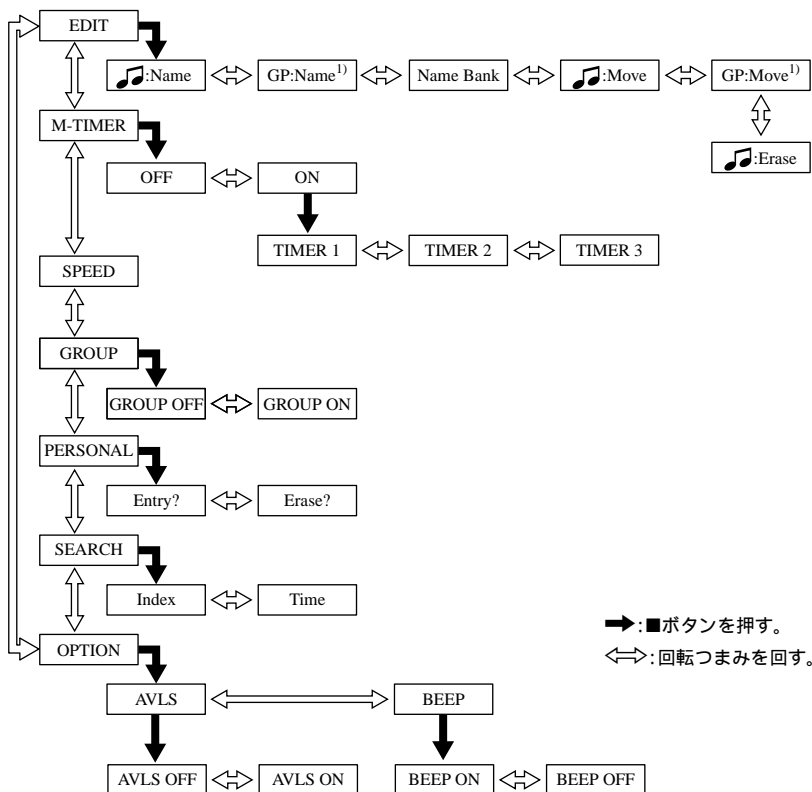 EDIT
♫:Name
GP:Name1)
Name Bank
♫:Move
GP:Move1)
♫:Erase
M-TIMER
OFF
ON
TIMER 1
TIMER 2
TIMER 3
SPEED
GROUP
GROUP OFF
GROUP ON
PERSONAL
Entry?
Erase?
SEARCH
Index
Time
OPTION
AVLS
BEEP
AVLS OFF
AVLS ON
BEEP ON
BEEP OFF
:■ボタンを押す。
:回転つまみを回す。